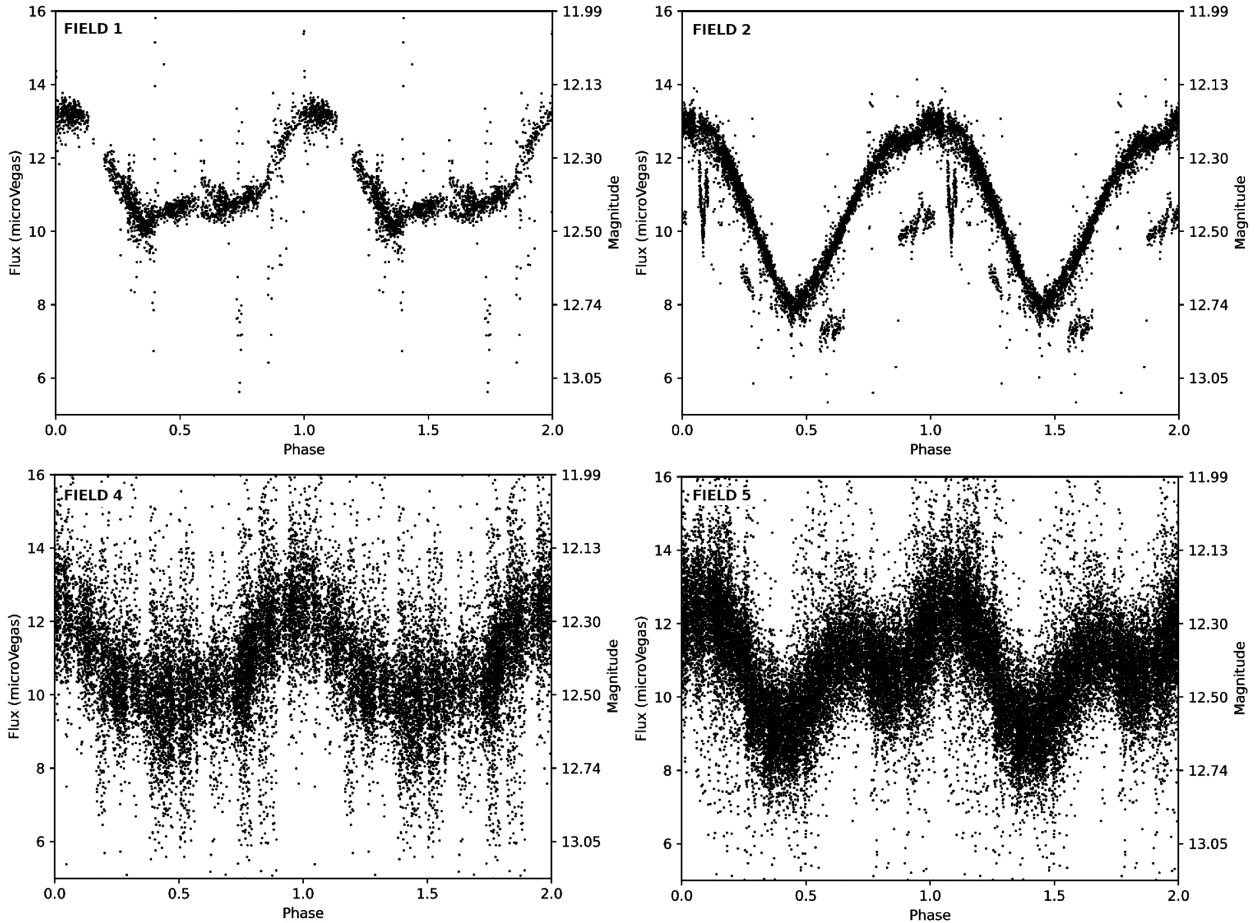 FIELD 1
16
14
12
10
8
6
Flux (microVegas)
11.99
12.13
12.30
12.50
12.74
13.05
Magnitude
0.0 0.5 1.0 1.5 2.0
Phase
FIELD 2
16
14
12
10
8
6
Flux (microVegas)
11.99
12.13
12.30
12.50
12.74
13.05
Magnitude
0.0 0.5 1.0 1.5 2.0
Phase
FIELD 4
16
14
12
10
8
6
Flux (microVegas)
11.99
12.13
12.30
12.50
12.74
13.05
Magnitude
0.0 0.5 1.0 1.5 2.0
Phase
FIELD 5
16
14
12
10
8
6
Flux (microVegas)
11.99
12.13
12.30
12.50
12.74
13.05
Magnitude
0.0 0.5 1.0 1.5 2.0
Phase